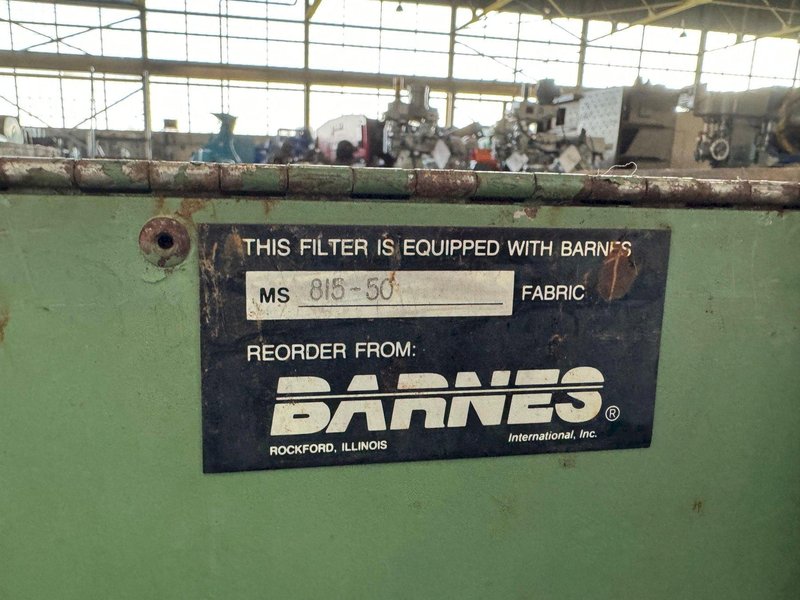 THIS FILTER IS EQUIPPED WITH BARNES
MS 815-50 FABRIC
REORDER FROM:
BARNES ®
International, Inc.
ROCKFORD, ILLINOIS